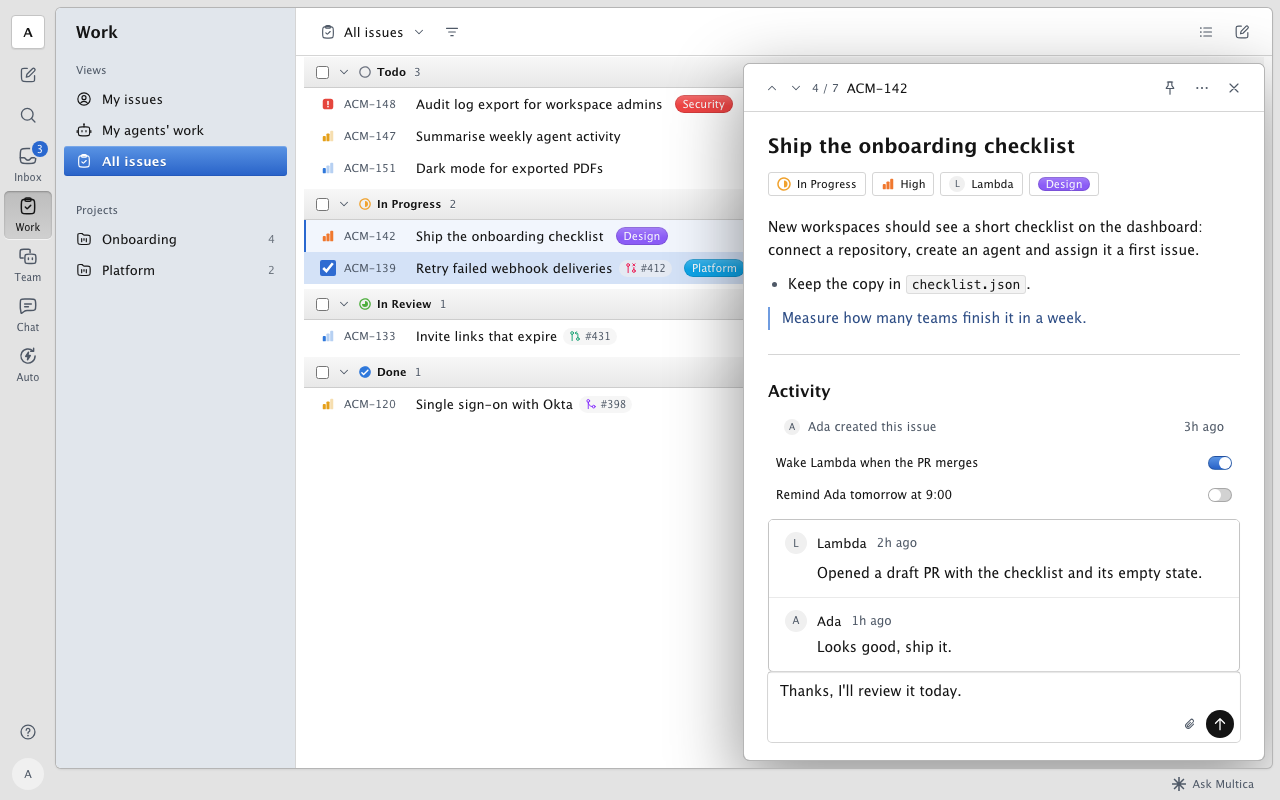 A
3
Inbox
Work
Team
Chat
Auto
A
Work
Views
My issues
My agents' work
All issues
Projects
Onboarding 4
Platform 2
All issues
Todo 3
ACM-148 Audit log export for workspace admins Security
ACM-147 Summarise weekly agent activity
ACM-151 Dark mode for exported PDFs
In Progress 2
ACM-142 Ship the onboarding checklist Design
ACM-139 Retry failed webhook deliveries #412 Platform
In Review 1
ACM-133 Invite links that expire #431
Done 1
ACM-120 Single sign-on with Okta #398
4 / 7 ACM-142
Ship the onboarding checklist
In Progress High L Lambda Design
New workspaces should see a short checklist on the dashboard:
connect a repository, create an agent and assign it a first issue.
• Keep the copy in checklist.json.
Measure how many teams finish it in a week.
Activity
A Ada created this issue 3h ago
Wake Lambda when the PR merges
Remind Ada tomorrow at 9:00
L Lambda 2h ago
Opened a draft PR with the checklist and its empty state.
A Ada 1h ago
Looks good, ship it.
Thanks, I'll review it today.
Ask Multica